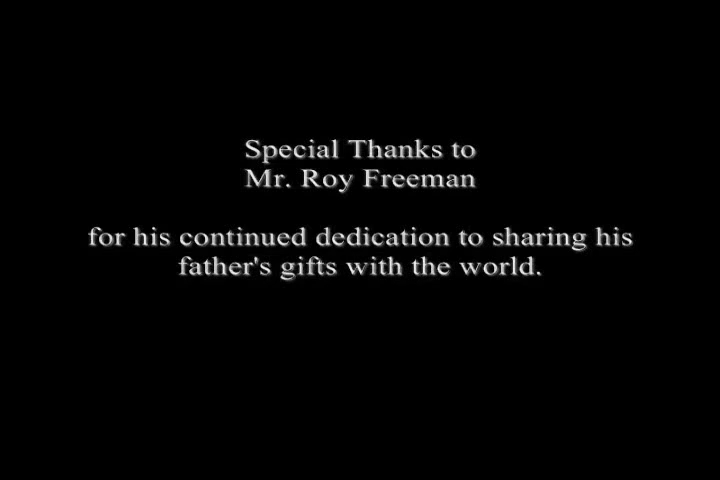 Special Thanks to
Mr. Roy Freeman
for his continued dedication to sharing his
father's gifts with the world.